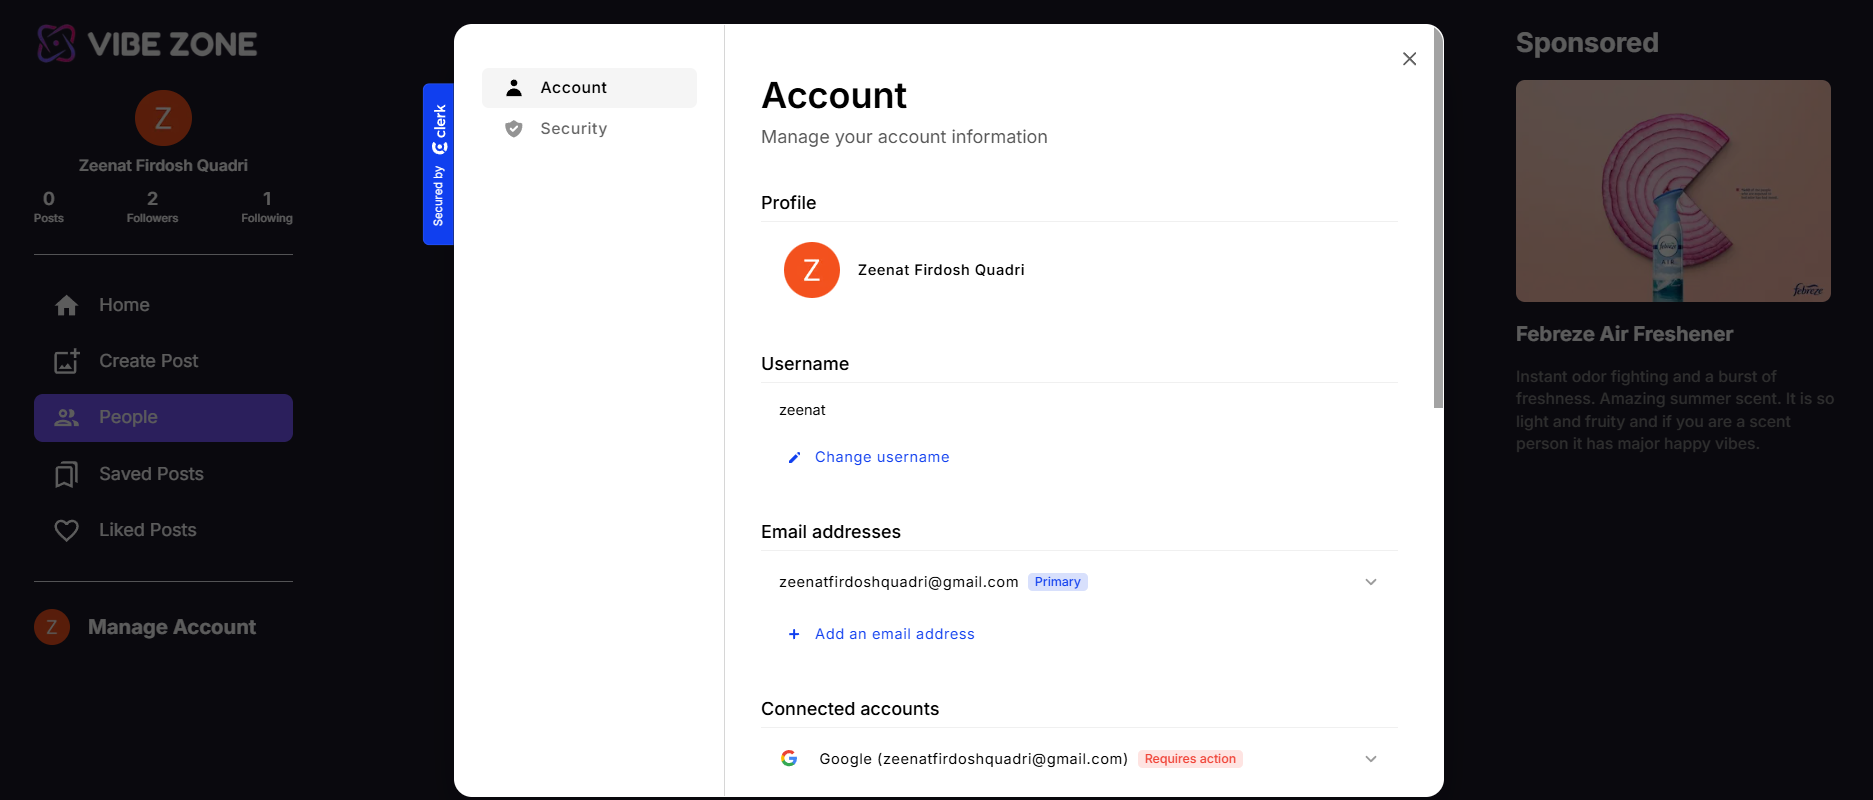 VIBE ZONE
Z
Zeenat Firdosh Quadri
0 2 1
Posts Followers Following
Home
Create Post
People
Saved Posts
Liked Posts
Z Manage Account
Secured by clerk
Account
Security
Account
Manage your account information
Profile
Z Zeenat Firdosh Quadri
Username
zeenat
Change username
Email addresses
zeenatfirdoshquadri@gmail.com Primary
+ Add an email address
Connected accounts
Google (zeenatfirdoshquadri@gmail.com) Requires action
Sponsored
febreze
AIR
febreze
Febreze Air Freshener
Instant odor fighting and a burst of
freshness. Amazing summer scent. It is so
light and fruity and if you are a scent
person it has major happy vibes.